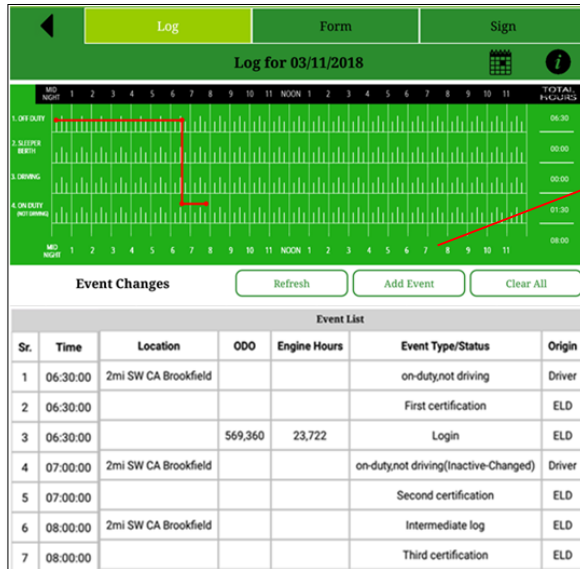 Log Form Sign
Log for 03/11/2018
MID NIGHT 1 2 3 4 5 6 7 8 9 10 11 NOON 1 2 3 4 5 6 7 8 9 10 11 TOTAL HOURS
1. OFF DUTY 06:30
2. SLEEPER BERTH 00:00
3. DRIVING 00:00
4. ON DUTY (NOT DRIVING) 01:30
MID NIGHT 1 2 3 4 5 6 7 8 9 10 11 NOON 1 2 3 4 5 6 7 8 9 10 11 08:00
Event Changes Refresh Add Event Clear All
Event List
Sr. Time Location ODO Engine Hours Event Type/Status Origin
1 06:30:00 2mi SW CA Brookfield on-duty,not driving Driver
2 06:30:00 First certification ELD
3 06:30:00 569,360 23,722 Login ELD
4 07:00:00 2mi SW CA Brookfield on-duty,not driving(Inactive-Changed) Driver
5 07:00:00 Second certification ELD
6 08:00:00 2mi SW CA Brookfield Intermediate log ELD
7 08:00:00 Third certification ELD